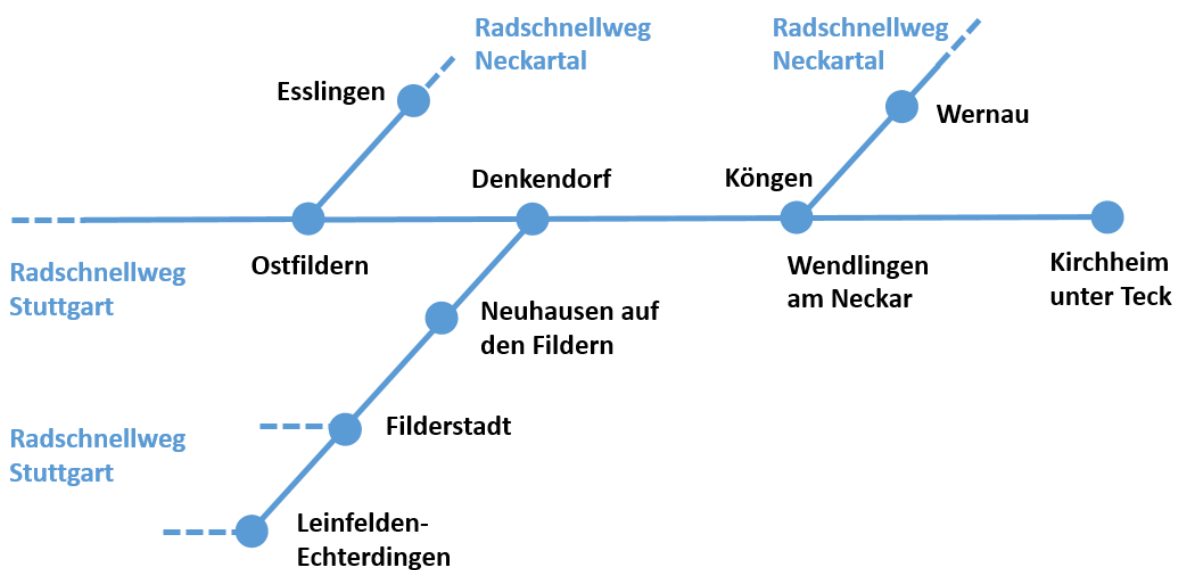 Radschnellweg
Neckartal
Radschnellweg
Neckartal
Esslingen
Wernau
Denkendorf
Köngen
Ostfildern
Wendlingen
am Neckar
Kirchheim
unter Teck
Radschnellweg
Stuttgart
Neuhausen auf
den Fildern
Filderstadt
Radschnellweg
Stuttgart
Leinfelden-
Echterdingen